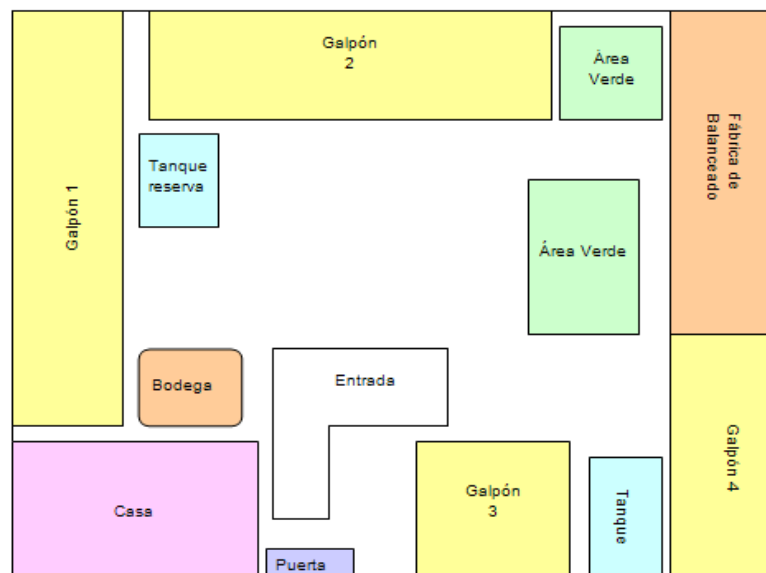 Galpón
2
Área
Verde
Fábrica de
Balanceado
Tanque
reserva
Galpón 1
Área Verde
Bodega
Entrada
Galpón 4
Galpón
3
Tanque
Casa
Puerta